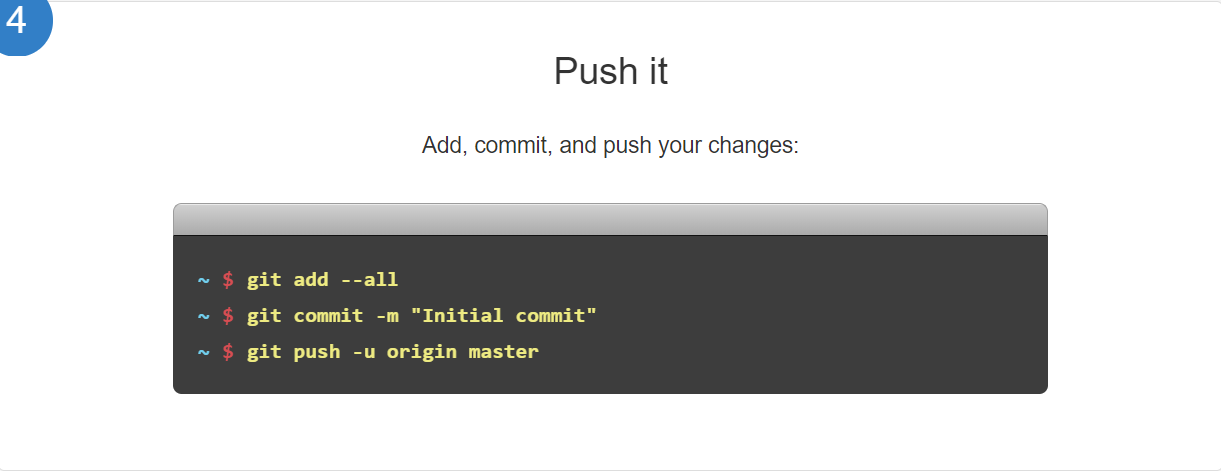 4
Push it
Add, commit, and push your changes:
~ $ git add --all
~ $ git commit -m "Initial commit"
~ $ git push -u origin master